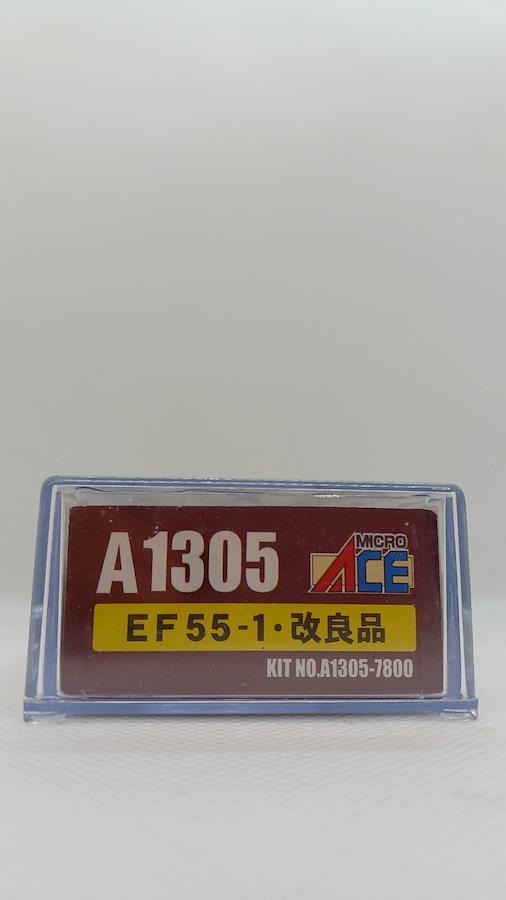 A1305
MICRO
ACE
EF55-1・改良品
KIT NO.A1305-7800